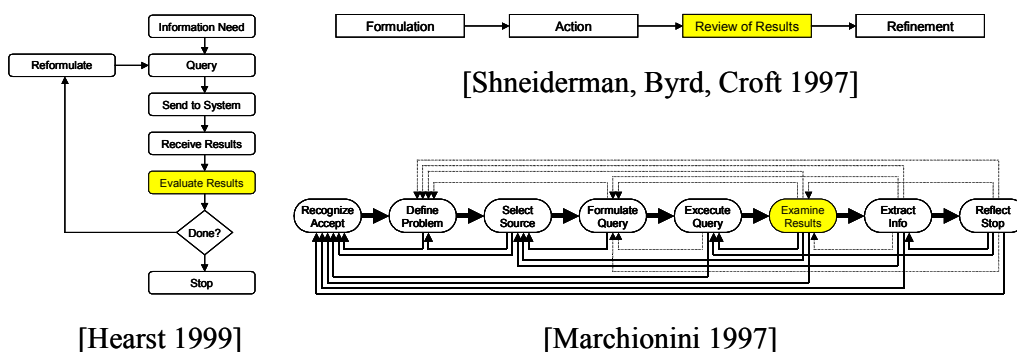 Information Need
Reformulate
Query
Send to System
Receive Results
Evaluate Results
Done?
Stop
[Hearst 1999]
Formulation
Action
Review of Results
Refinement
[Shneiderman, Byrd, Croft 1997]
Recognize
Accept
Define
Problem
Select
Source
Formulate
Query
Excecute
Query
Examine
Results
Extract
Info
Reflect
Stop
[Marchionini 1997]